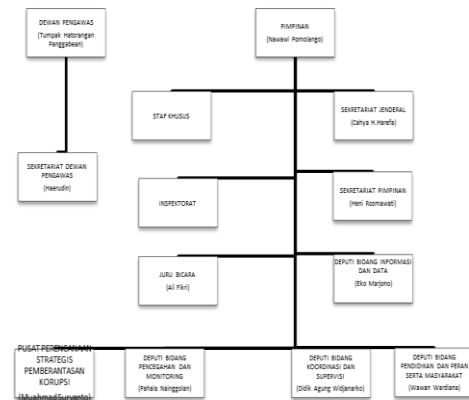 DEWAN PENGAWAS
(Tumpak Hatorangan
Panggabean)
PIMPINAN
(Nawawi Pomolango)
STAF KHUSUS
SEKRETARIAT JENDERAL
(Cahya H.Harefa)
SEKRETARIAT DEWAN
PENGAWAS
(Haerudin)
INSPEKTORAT
SEKRETARIAT PIMPINAN
(Heni Rosmawati)
JURU BICARA
(Ali Fikri)
DEPUTI BIDANG INFORMASI
DAN DATA
(Eko Marjono)
PUSAT PERENCANAAN
STRATEGIS
PEMBERANTASAN
KORUPSI
(MuahmadSuryanto)
DEPUTI BIDANG
PENCEGAHAN DAN
MONITORING
(Pahala Nainggolan)
DEPUTI BIDANG
KOORDINASI DAN
SUPERVISI
(Didik Agung Widjanarko)
DEPUTI BIDANG
PENDIDIKAN DAN PERAN
SERTA MASYARAKAT
(Wawan Wardiana)